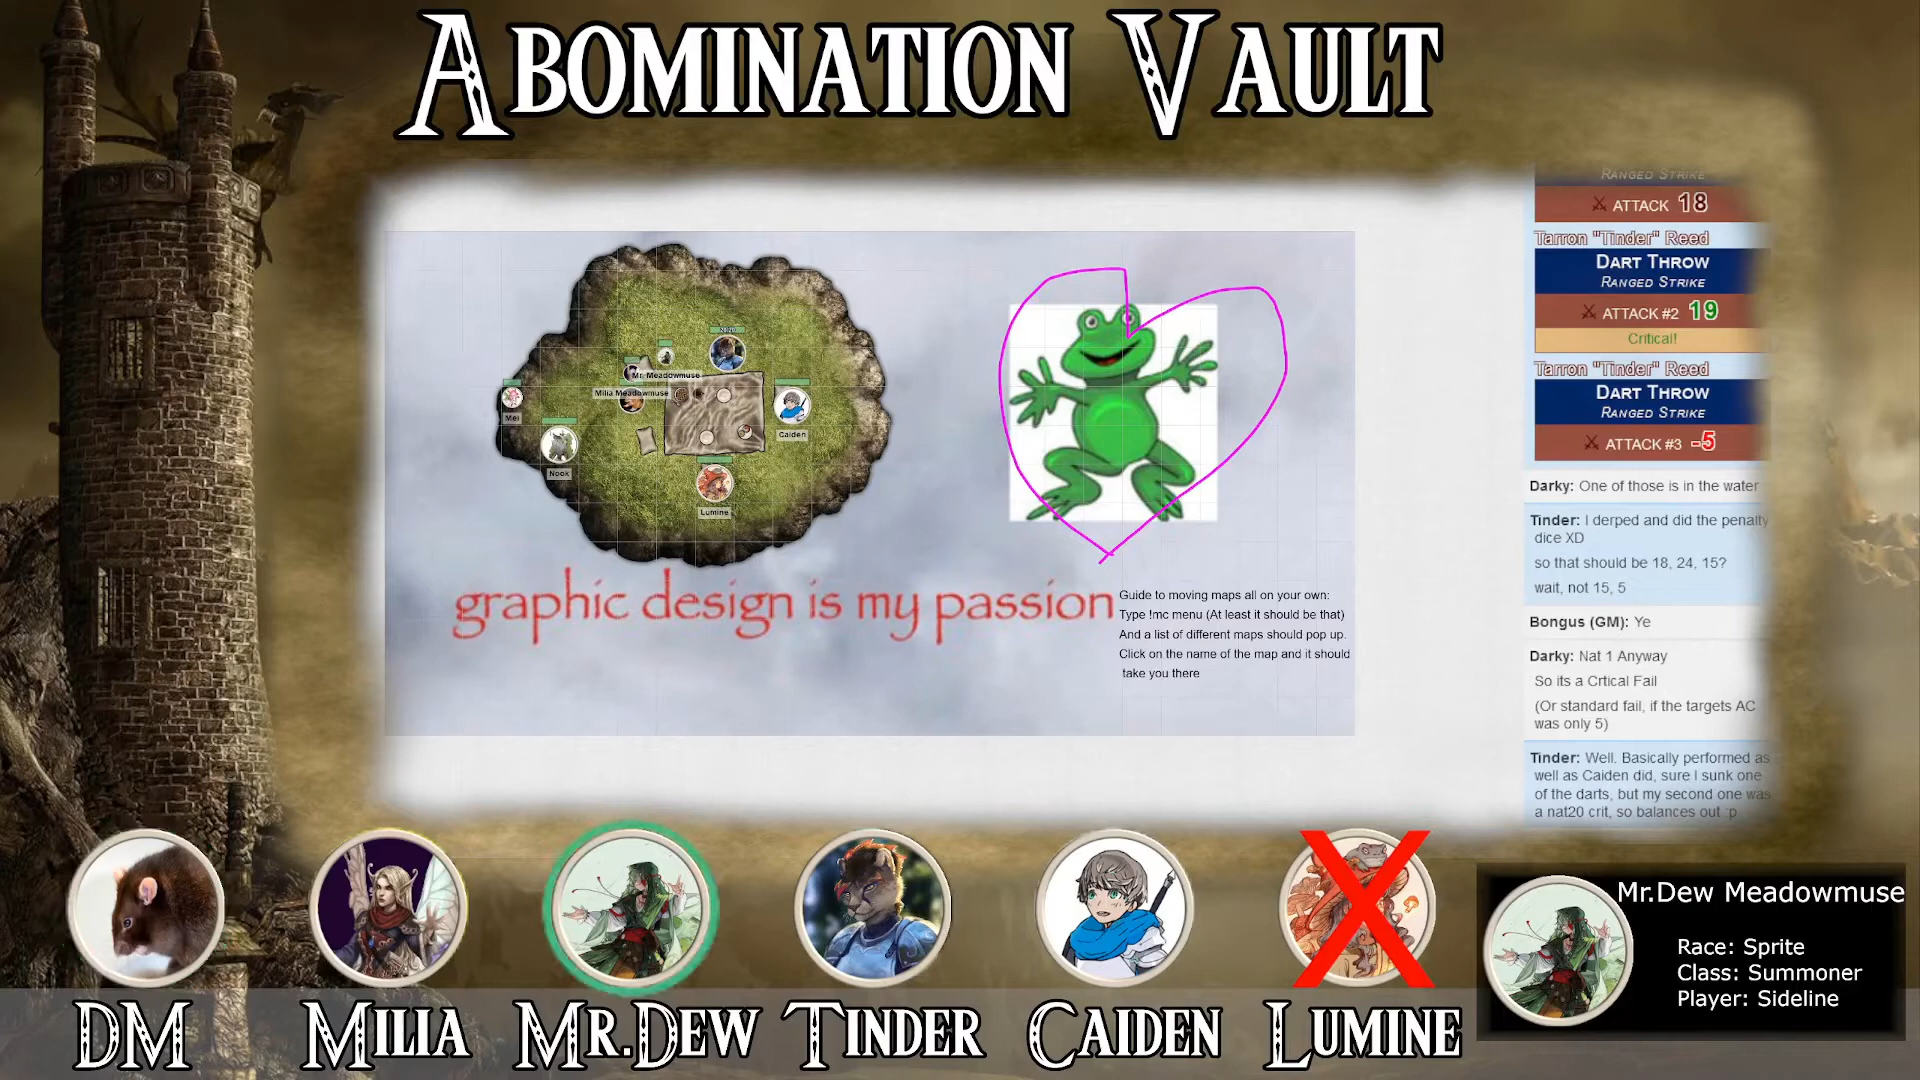 ABOMINATION VAULT
RANGED STRIKE
ATTACK 18
Tarron "Tinder" Reed
DART THROW
RANGED STRIKE
ATTACK #2 19
Critical!
Tarron "Tinder" Reed
DART THROW
RANGED STRIKE
ATTACK #3 -5
Darky: One of those is in the water
Tinder: I derped and did the penalty
dice XD
so that should be 18, 24, 15?
wait, not 15, 5
Bongus (GM): Ye
Darky: Nat 1 Anyway
So its a Crtical Fail
(Or standard fail, if the targets AC
was only 5)
Tinder: Well. Basically performed as
well as Caiden did, sure I sunk one
of the darts, but my second one was
a nat20 crit, so balances out :p
Mr. Meadowmuse
Milia Meadowmuse
Mei
Caiden
Nook
Lumine
graphic design is my passion
Guide to moving maps all on your own:
Type !mc menu (At least it should be that)
And a list of different maps should pop up.
Click on the name of the map and it should
take you there
DM
MILIA
MR.DEW
TINDER
CAIDEN
LUMINE
Mr.Dew Meadowmuse
Race: Sprite
Class: Summoner
Player: Sideline